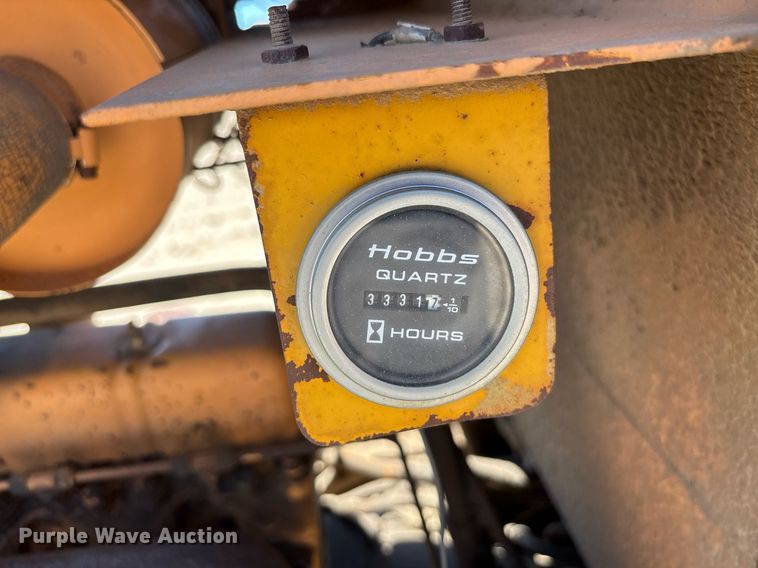 Hobbs
QUARTZ
3331 1/10
HOURS
Purple Wave Auction